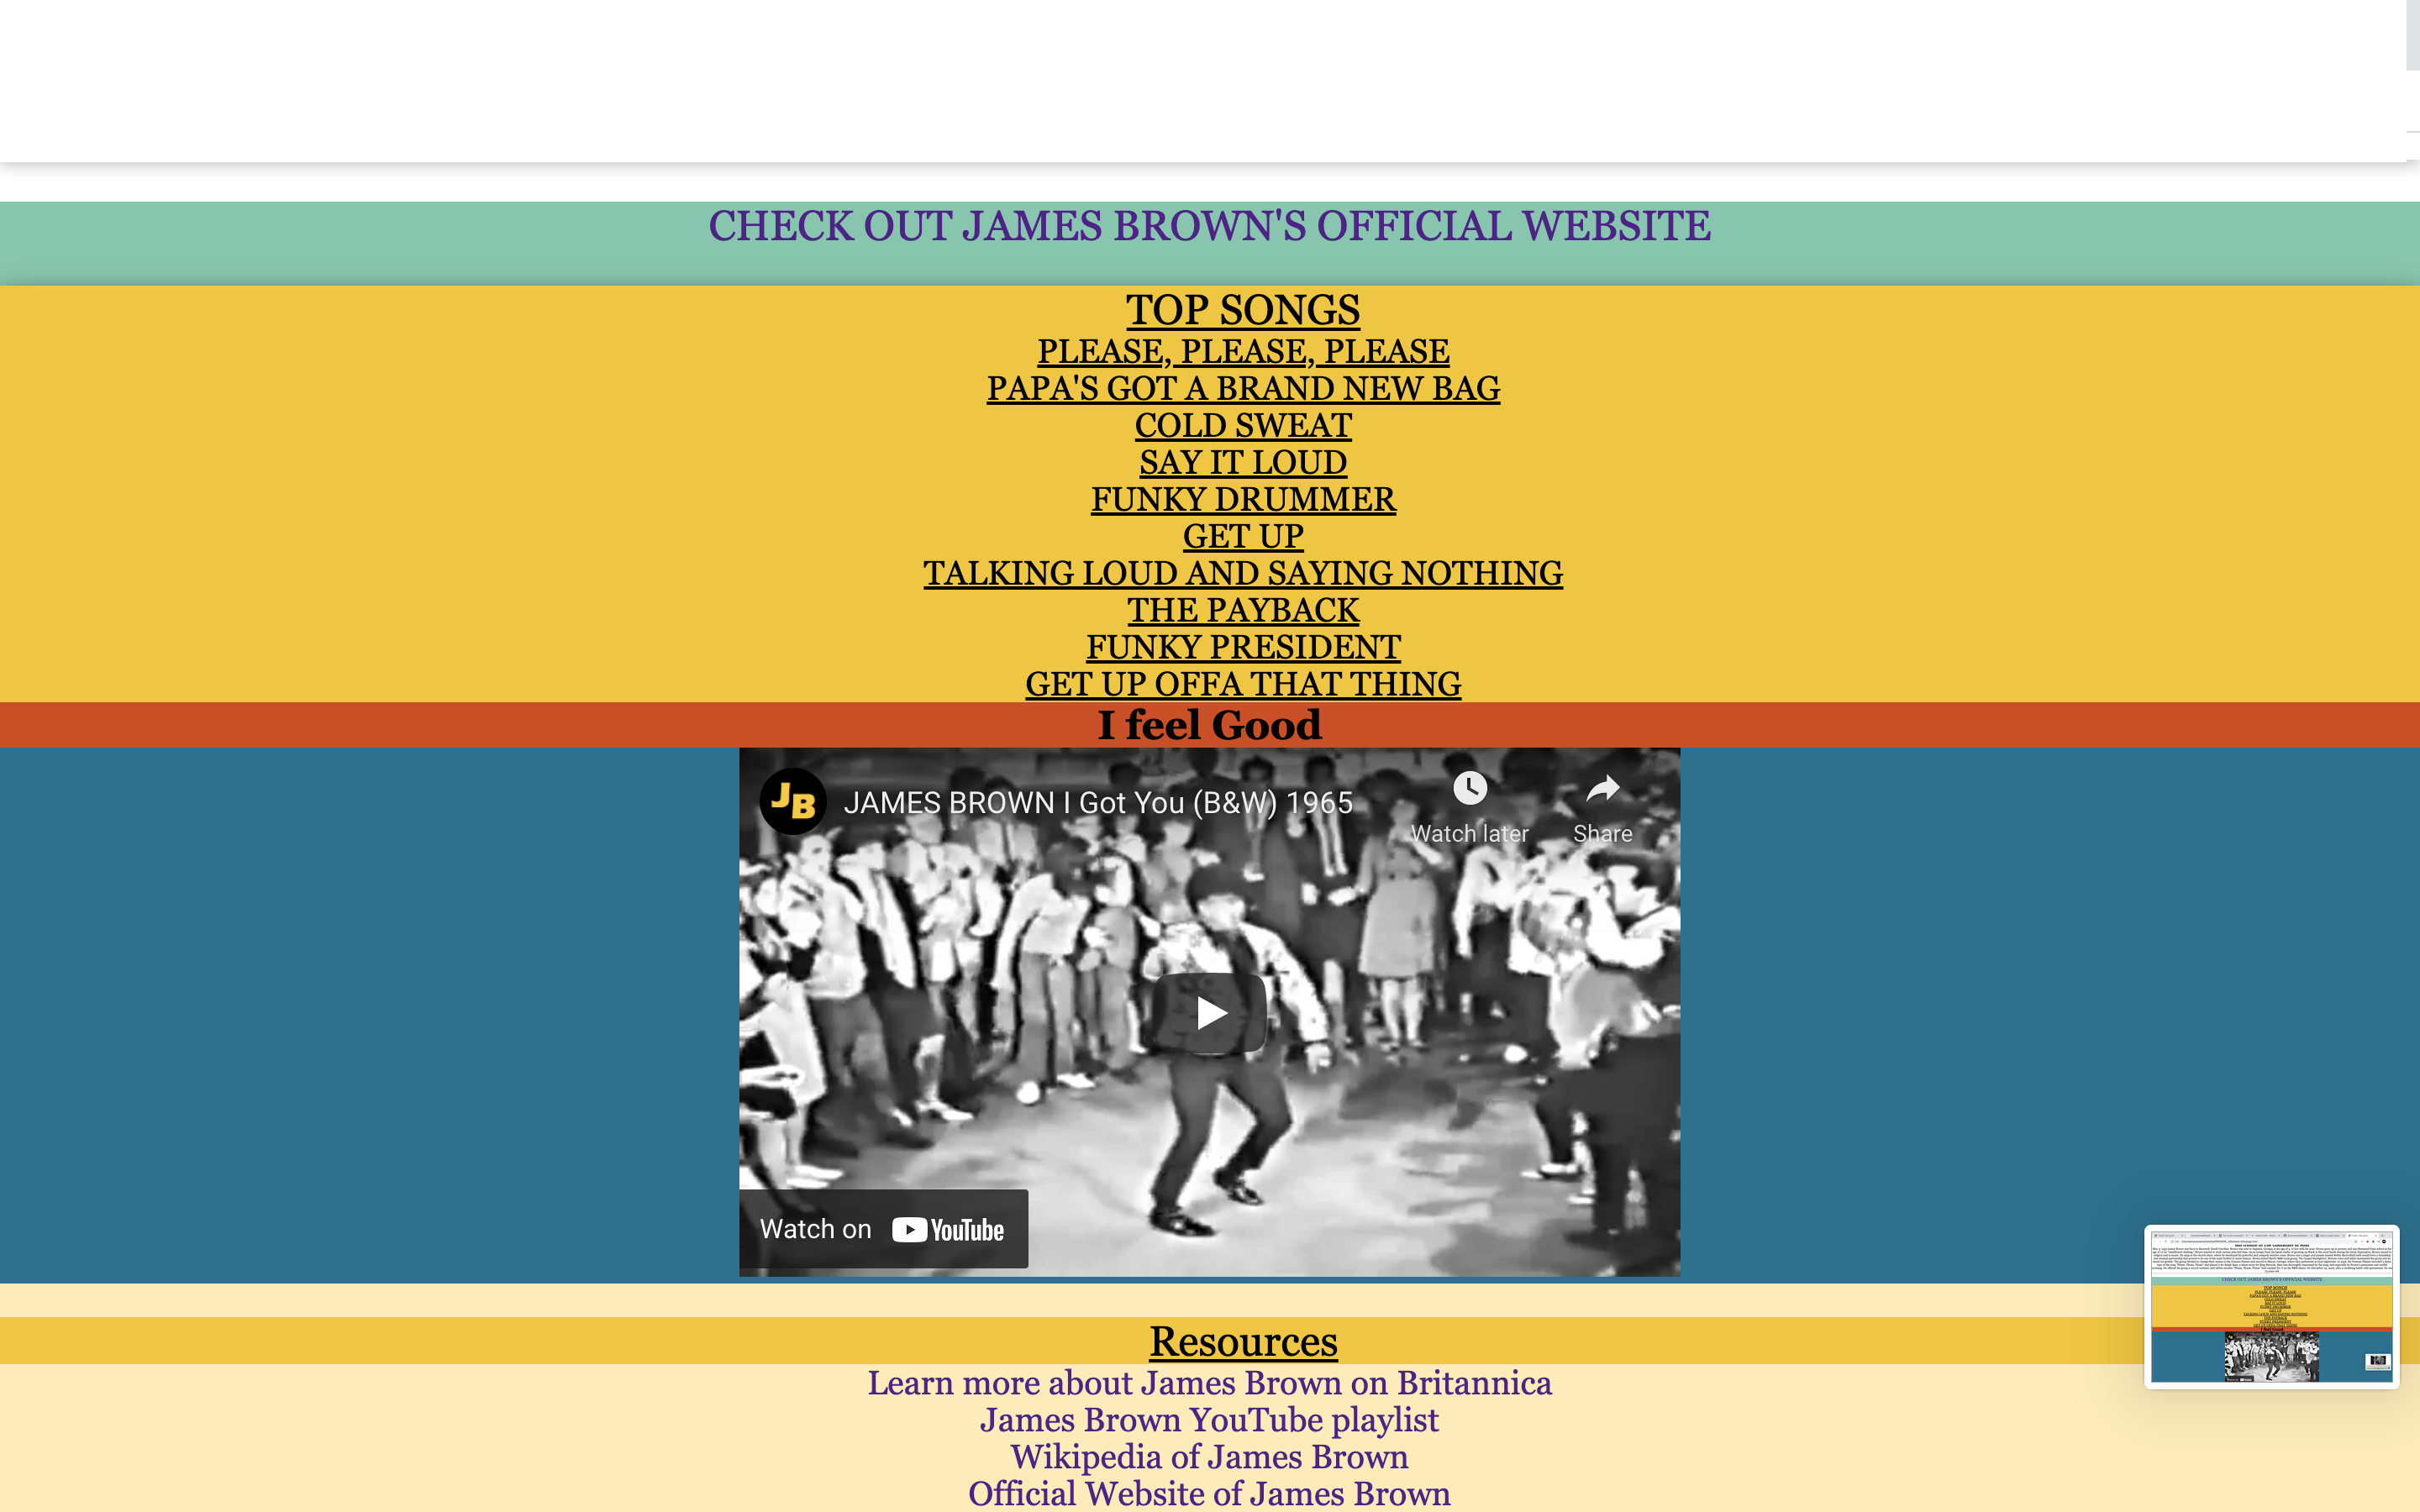 CHECK OUT JAMES BROWN'S OFFICIAL WEBSITE
TOP SONGS
PLEASE, PLEASE, PLEASE
PAPA'S GOT A BRAND NEW BAG
COLD SWEAT
SAY IT LOUD
FUNKY DRUMMER
GET UP
TALKING LOUD AND SAYING NOTHING
THE PAYBACK
FUNKY PRESIDENT
GET UP OFFA THAT THING
I feel Good
JB
JAMES BROWN I Got You (B&W) 1965
Watch later
Share
Watch on YouTube
Resources
Learn more about James Brown on Britannica
James Brown YouTube playlist
Wikipedia of James Brown
Official Website of James Brown